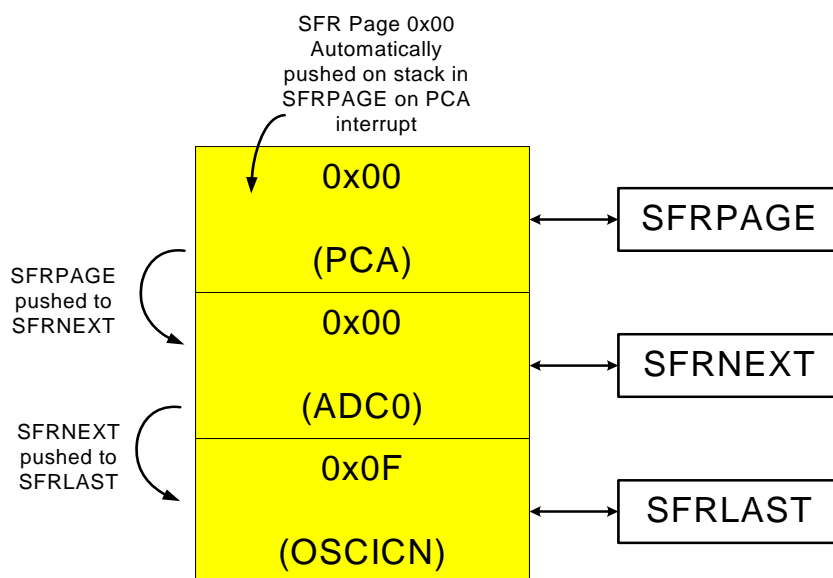 SFR Page 0x00
Automatically
pushed on stack in
SFRPAGE on PCA
interrupt
0x00
(PCA)
SFRPAGE
SFRPAGE
pushed to
SFRNEXT
0x00
(ADC0)
SFRNEXT
SFRNEXT
pushed to
SFRLAST
0x0F
(OSCICN)
SFRLAST